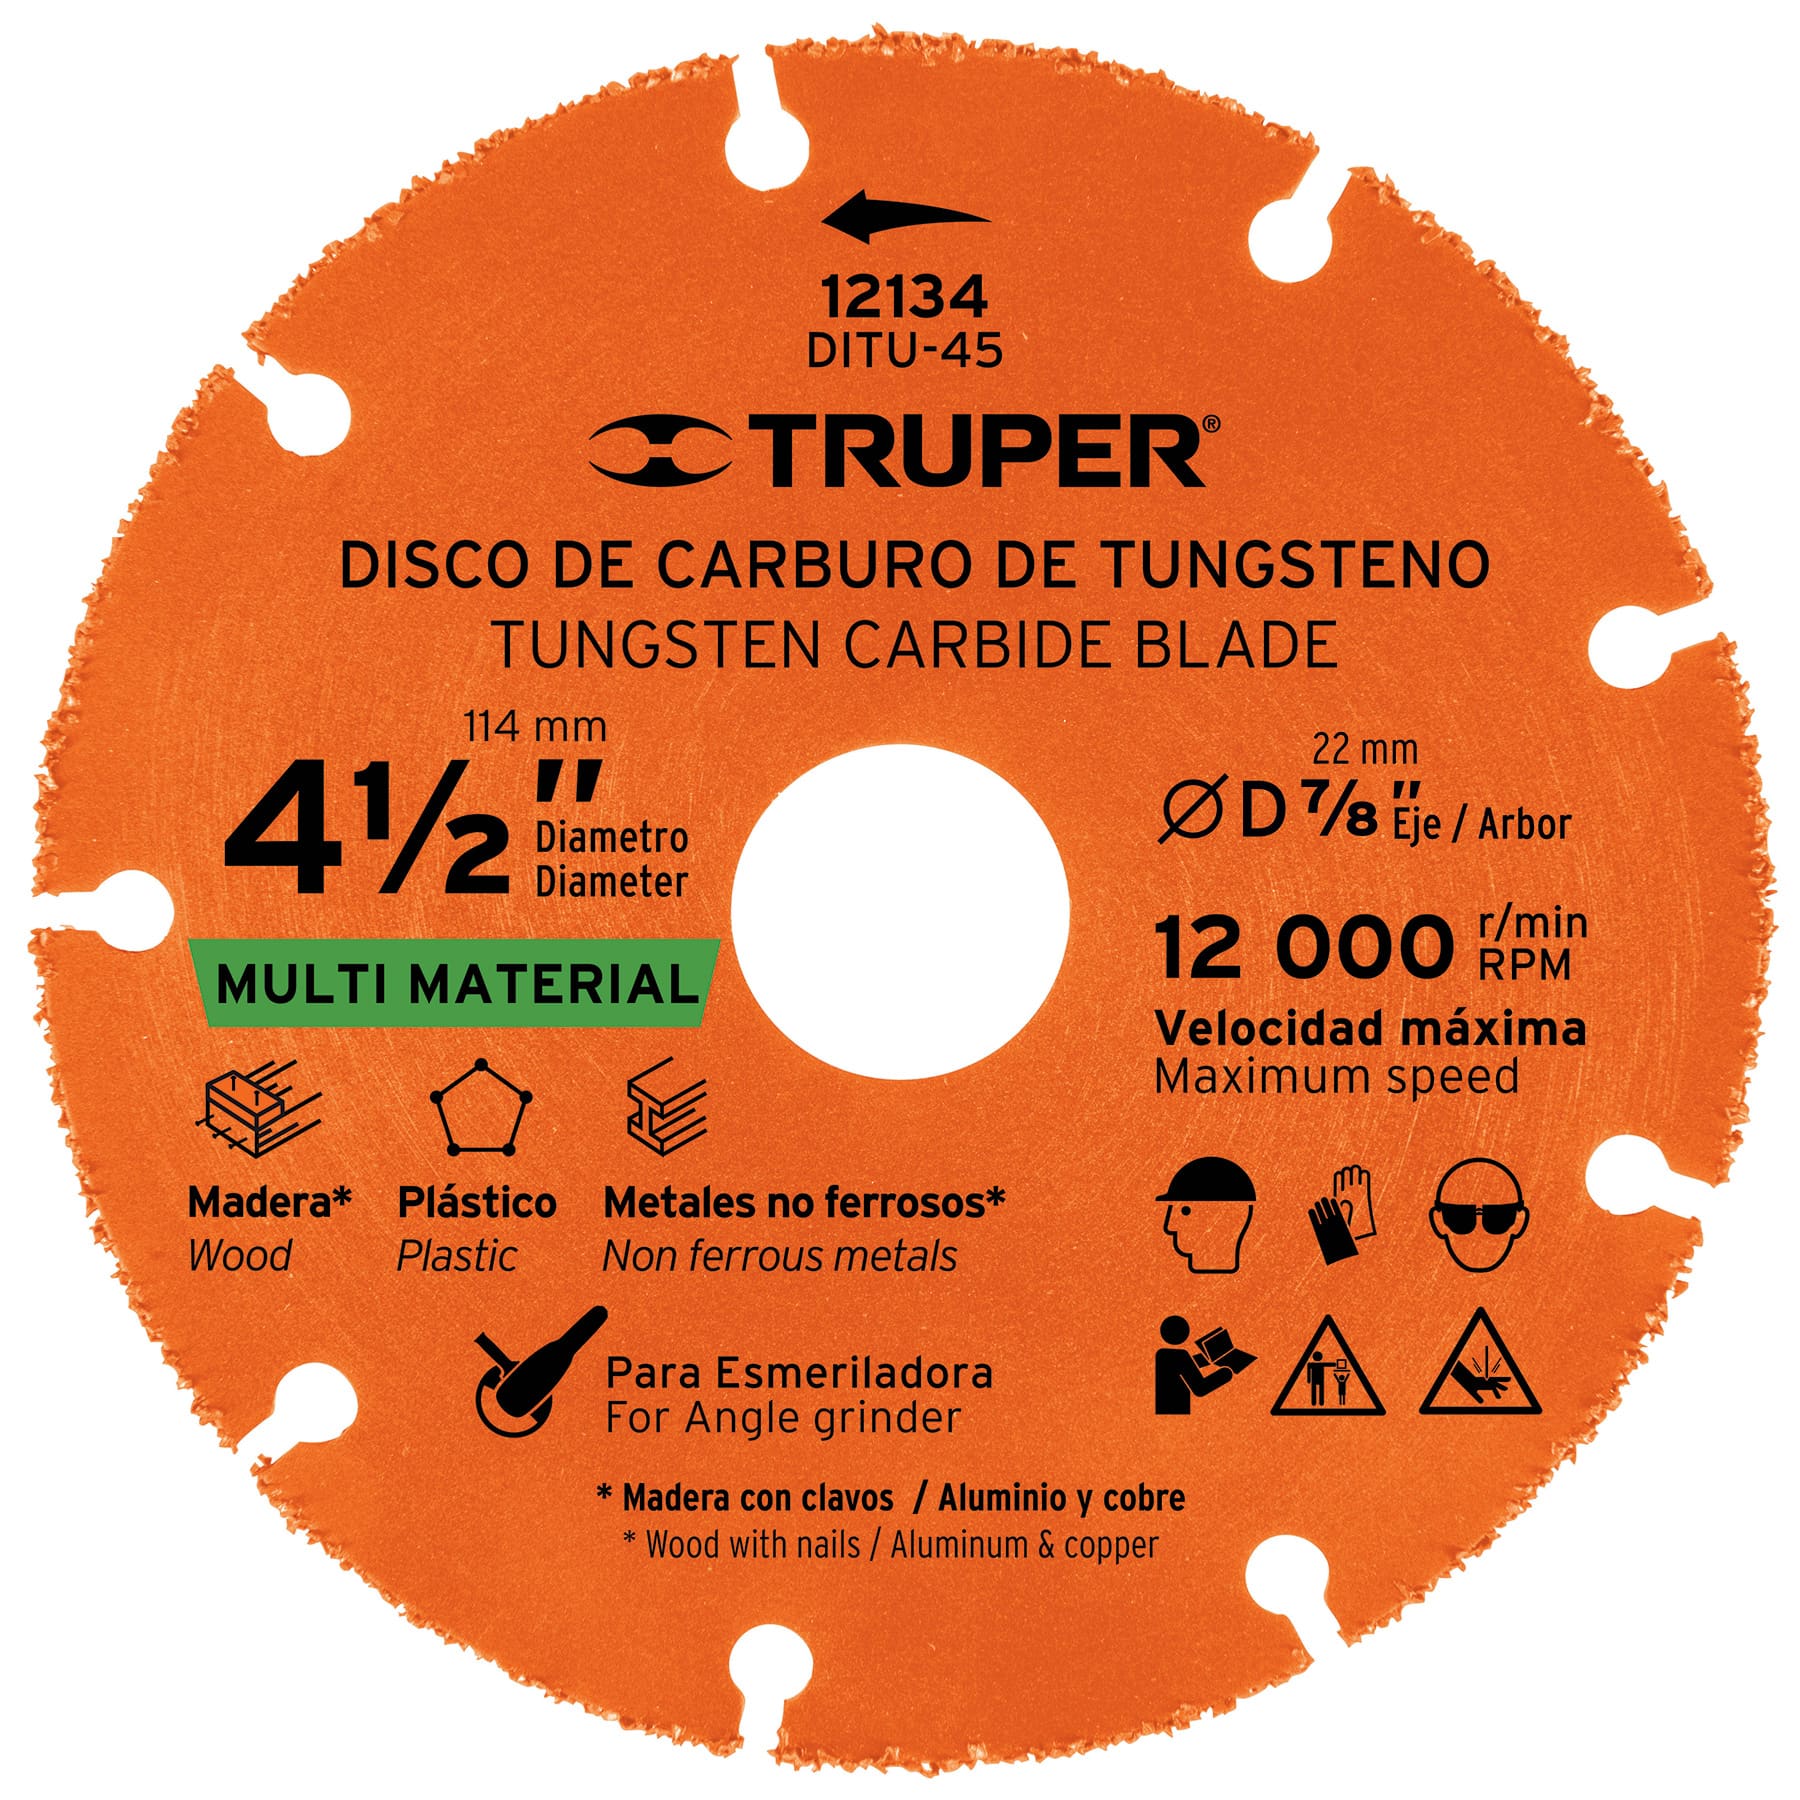 12134
DITU-45
TRUPER®
DISCO DE CARBURO DE TUNGSTENO
TUNGSTEN CARBIDE BLADE
114 mm
4½" Diametro
Diameter
22 mm
Ø D 7/8" Eje / Arbor
12 000 r/min
RPM
Velocidad máxima
Maximum speed
MULTI MATERIAL
Madera* Plástico Metales no ferrosos*
Wood Plastic Non ferrous metals
Para Esmeriladora
For Angle grinder
* Madera con clavos / Aluminio y cobre
* Wood with nails / Aluminum & copper